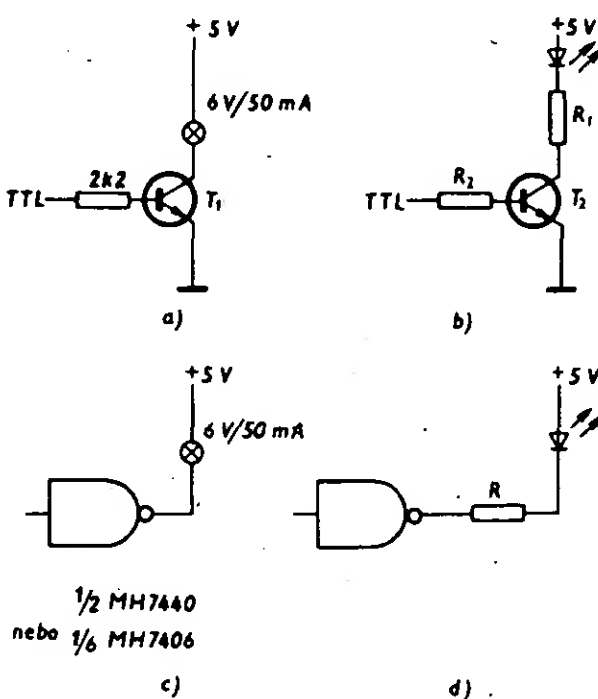 + 5 V
6 V/50 mA
2k2
TTL
T1
a)
+5 V
R1
R2
TTL
T2
b)
+5 V
6 V/50 mA
1/2 MH7440
nebo 1/6 MH7406
c)
+5 V
R
d)